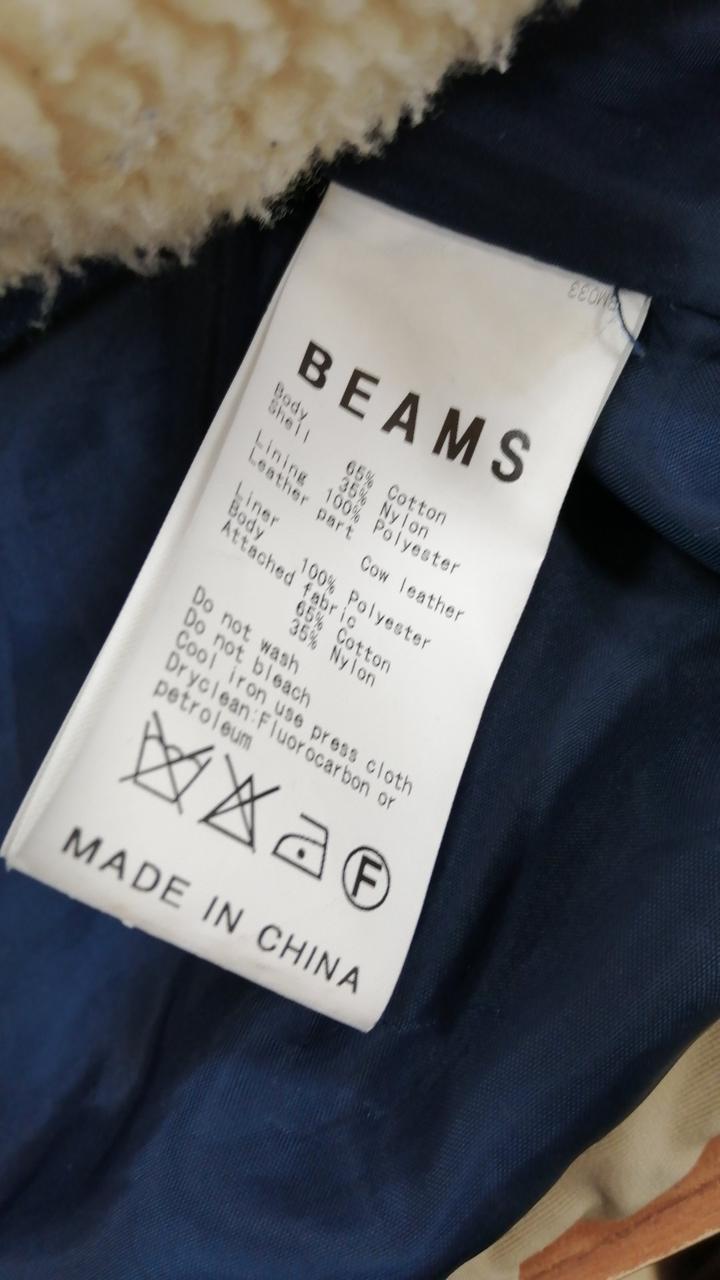 BM033
BEAMS
Body
Shell
65% Cotton
35% Nylon
Lining 100% Polyester
Leather part
Cow leather
Liner
Body
100% Polyester
Attached fabric
65% Cotton
35% Nylon
Do not wash
Do not bleach
Cool iron use press cloth
Dryclean:Fluorocarbon or
petroleum
F
MADE IN CHINA